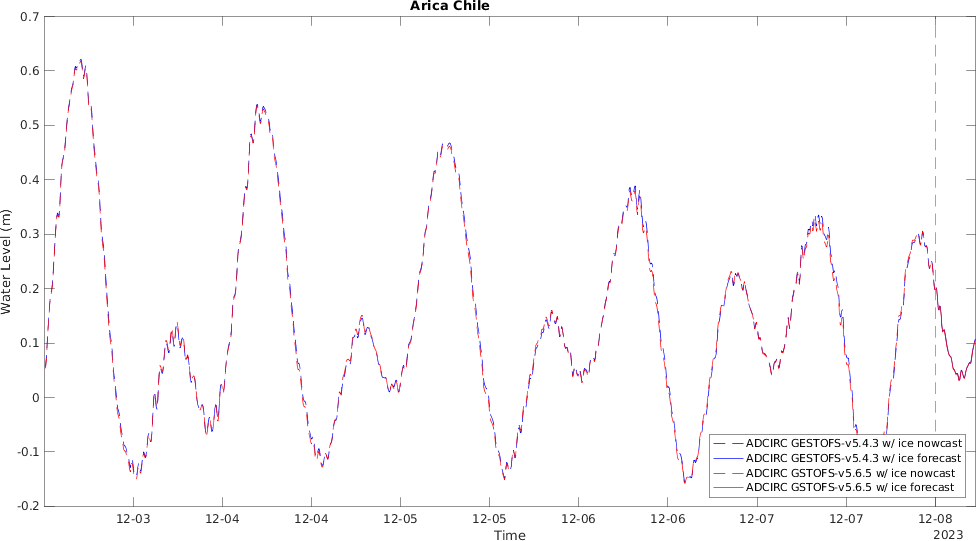 Arica Chile
0.7
0.6
0.5
0.4
0.3
0.2
0.1
0
-0.1
-0.2
Water Level (m)
ADCIRC GESTOFS-v5.4.3 w/ ice nowcast
ADCIRC GESTOFS-v5.4.3 w/ ice forecast
ADCIRC GSTOFS-v5.6.5 w/ ice nowcast
ADCIRC GSTOFS-v5.6.5 w/ ice forecast
12-03 12-04 12-04 12-05 12-05 12-06 12-06 12-07 12-07 12-08
Time 2023